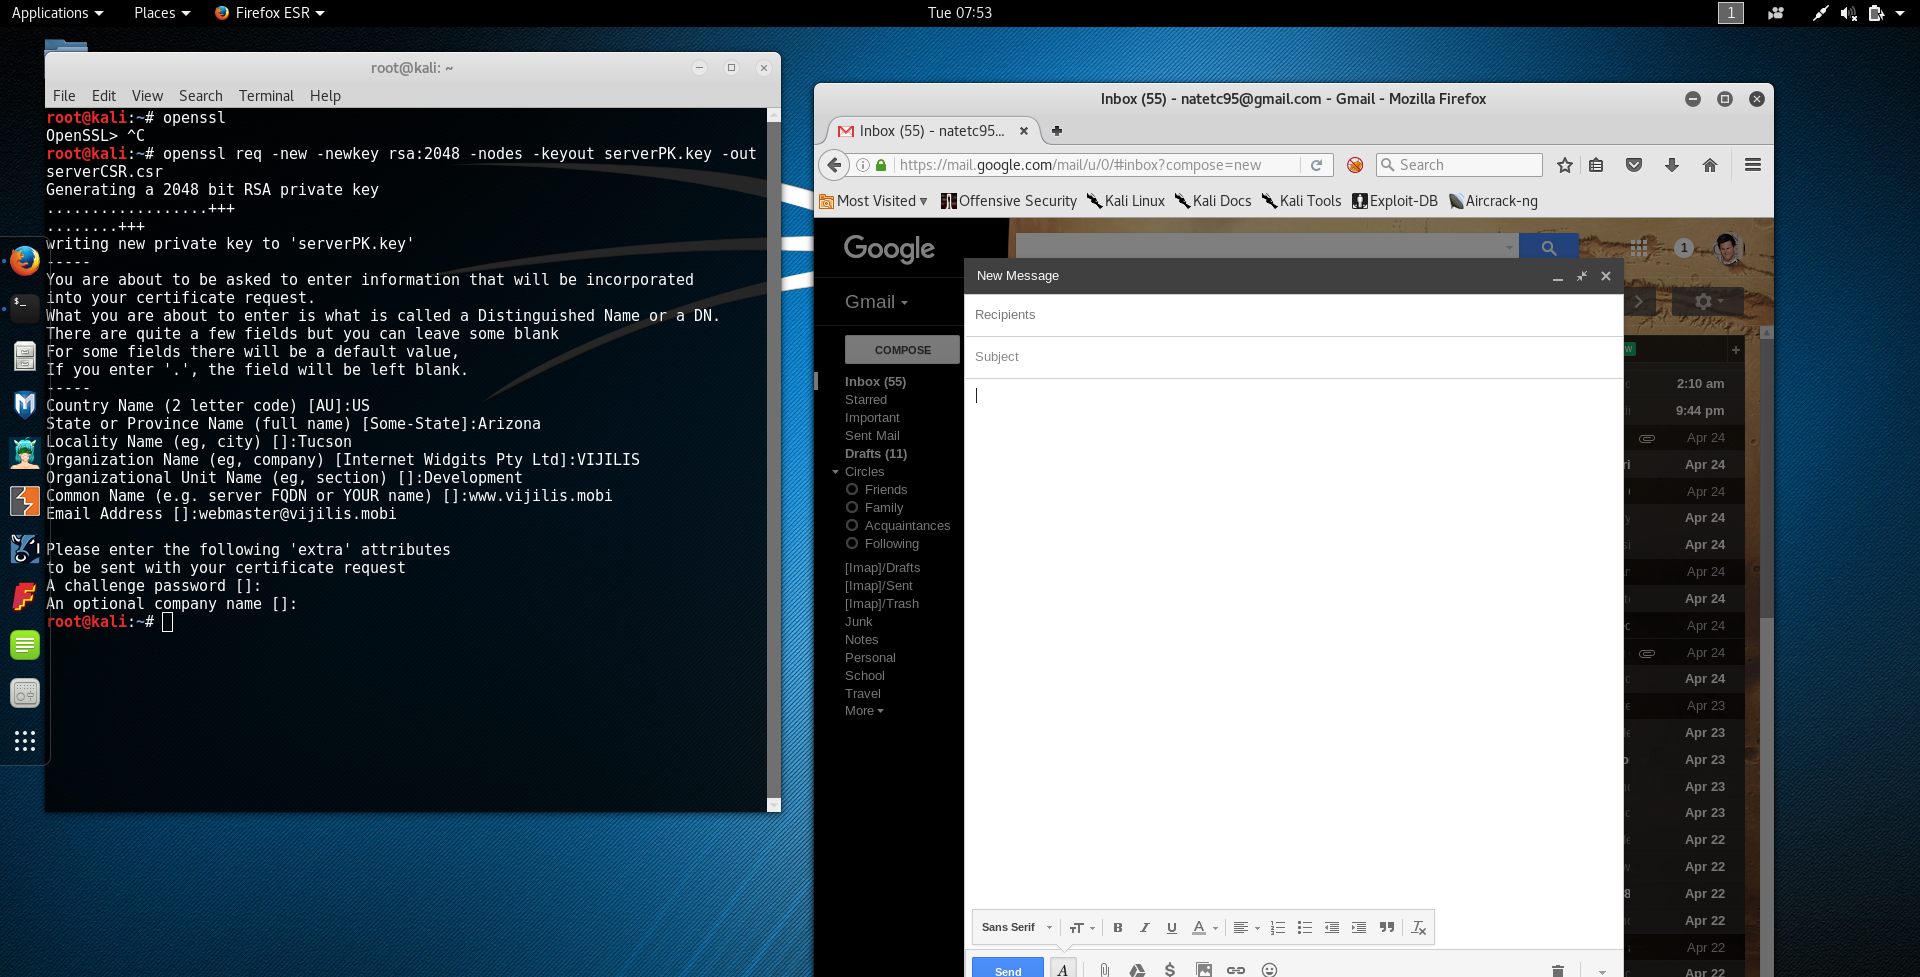 Applications Places Firefox ESR Tue 07:53 1
root@kali: ~
File Edit View Search Terminal Help
root@kali:~# openssl
OpenSSL> ^C
root@kali:~# openssl req -new -newkey rsa:2048 -nodes -keyout serverPK.key -out
serverCSR.csr
Generating a 2048 bit RSA private key
..................+++
........+++
writing new private key to 'serverPK.key'
-----
You are about to be asked to enter information that will be incorporated
into your certificate request.
What you are about to enter is what is called a Distinguished Name or a DN.
There are quite a few fields but you can leave some blank
For some fields there will be a default value,
If you enter '.', the field will be left blank.
-----
Country Name (2 letter code) [AU]:US
State or Province Name (full name) [Some-State]:Arizona
Locality Name (eg, city) []:Tucson
Organization Name (eg, company) [Internet Widgits Pty Ltd]:VIJILIS
Organizational Unit Name (eg, section) []:Development
Common Name (e.g. server FQDN or YOUR name) []:www.vijilis.mobi
Email Address []:webmaster@vijilis.mobi
Please enter the following 'extra' attributes
to be sent with your certificate request
A challenge password []:
An optional company name []:
root@kali:~#
Inbox (55) - natetc95@gmail.com - Gmail - Mozilla Firefox
Inbox (55) - natetc95...
https://mail.google.com/mail/u/0/#inbox?compose=new Search
Most Visited Offensive Security Kali Linux Kali Docs Kali Tools Exploit-DB Aircrack-ng
Google 1
Gmail
COMPOSE
Inbox (55)
Starred
Important
Sent Mail
Drafts (11)
Circles
Friends
Family
Acquaintances
Following
[Imap]/Drafts
[Imap]/Sent
[Imap]/Trash
Junk
Notes
Personal
School
Travel
More
New Message
Recipients
Subject
Sans Serif
Send
2:10 am
9:44 pm
Apr 24
Apr 24
Apr 24
Apr 24
Apr 24
Apr 24
Apr 24
Apr 24
Apr 24
Apr 24
Apr 23
Apr 23
Apr 23
Apr 23
Apr 23
Apr 22
Apr 22
Apr 22
Apr 22
Apr 22
Apr 22